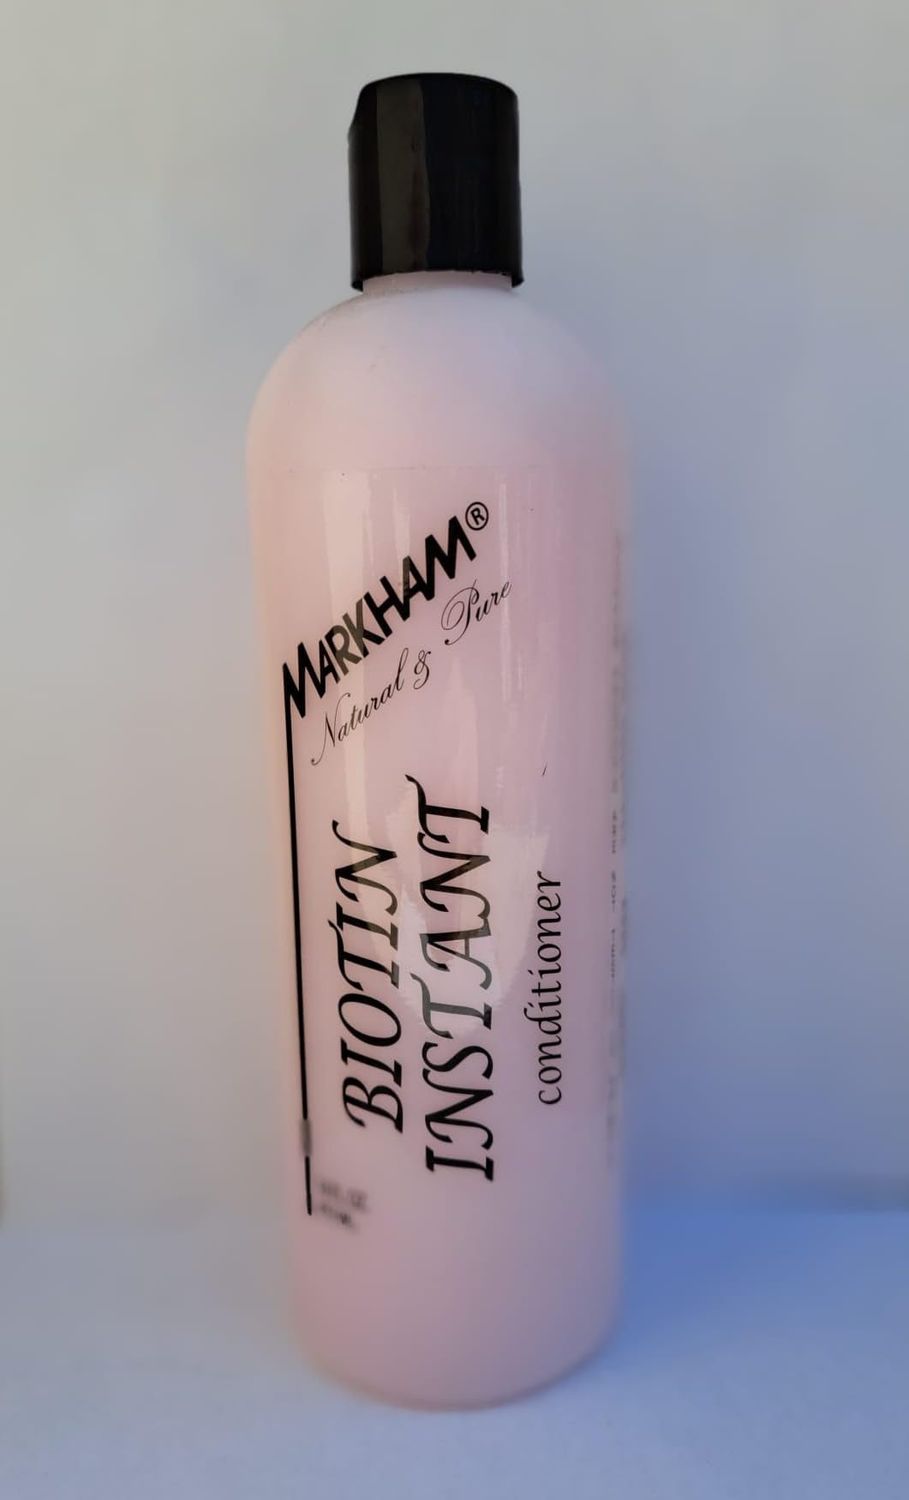 MARKHAM®
Natural & Pure
BIOTIN
INSTANT
conditioner